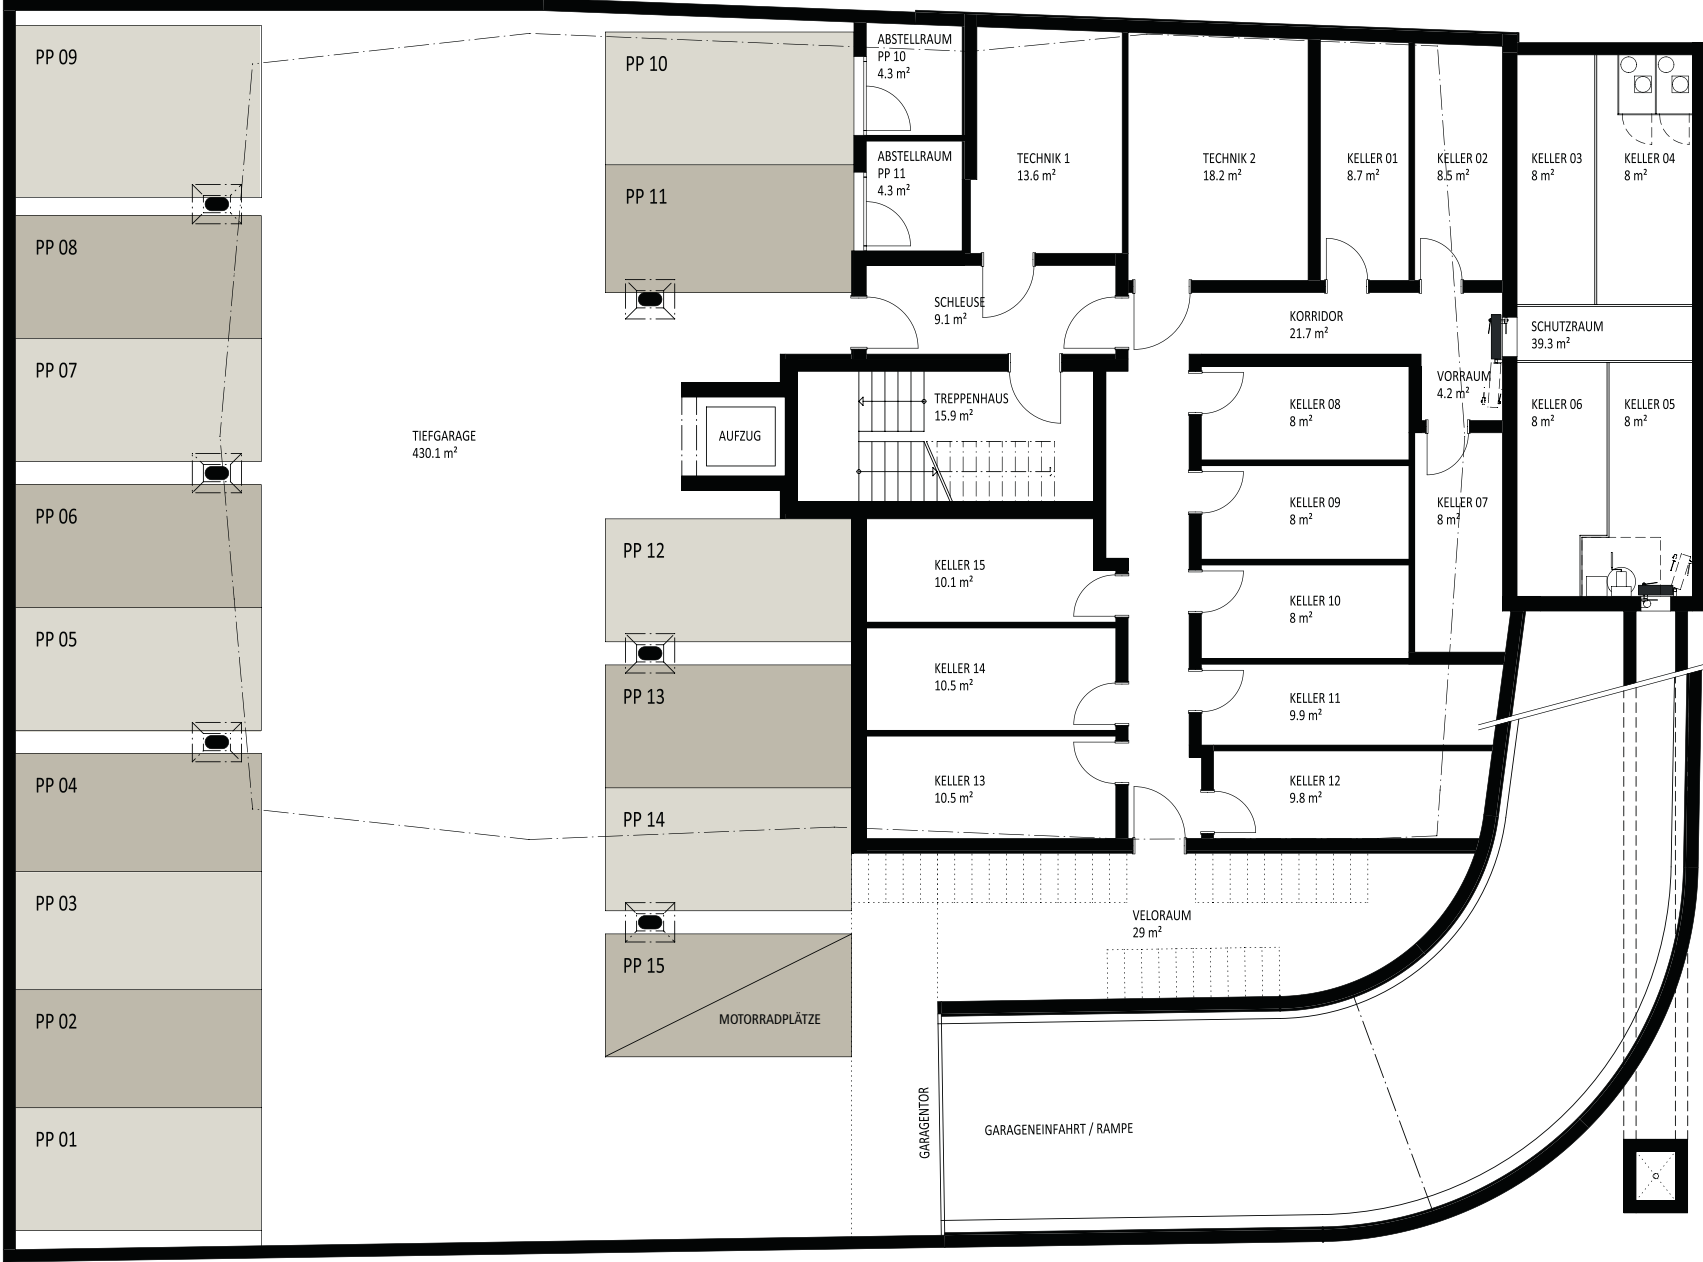 PP 09
PP 08
PP 07
PP 06
PP 05
PP 04
PP 03
PP 02
PP 01
TIEFGARAGE
430.1 m²
PP 10
PP 11
PP 12
PP 13
PP 14
PP 15
MOTORRADPLÄTZE
AUFZUG
ABSTELLRAUM
PP 10
4.3 m²
ABSTELLRAUM
PP 11
4.3 m²
TECHNIK 1
13.6 m²
TECHNIK 2
18.2 m²
KELLER 01
8.7 m²
KELLER 02
8.5 m²
KELLER 03
8 m²
KELLER 04
8 m²
SCHLEUSE
9.1 m²
KORRIDOR
21.7 m²
SCHUTZRAUM
39.3 m²
VORRAUM
4.2 m²
TREPPENHAUS
15.9 m²
KELLER 08
8 m²
KELLER 06
8 m²
KELLER 05
8 m²
KELLER 09
8 m²
KELLER 07
8 m²
KELLER 15
10.1 m²
KELLER 10
8 m²
KELLER 14
10.5 m²
KELLER 11
9.9 m²
KELLER 13
10.5 m²
KELLER 12
9.8 m²
VELORAUM
29 m²
GARAGENTOR
GARAGENEINFAHRT / RAMPE